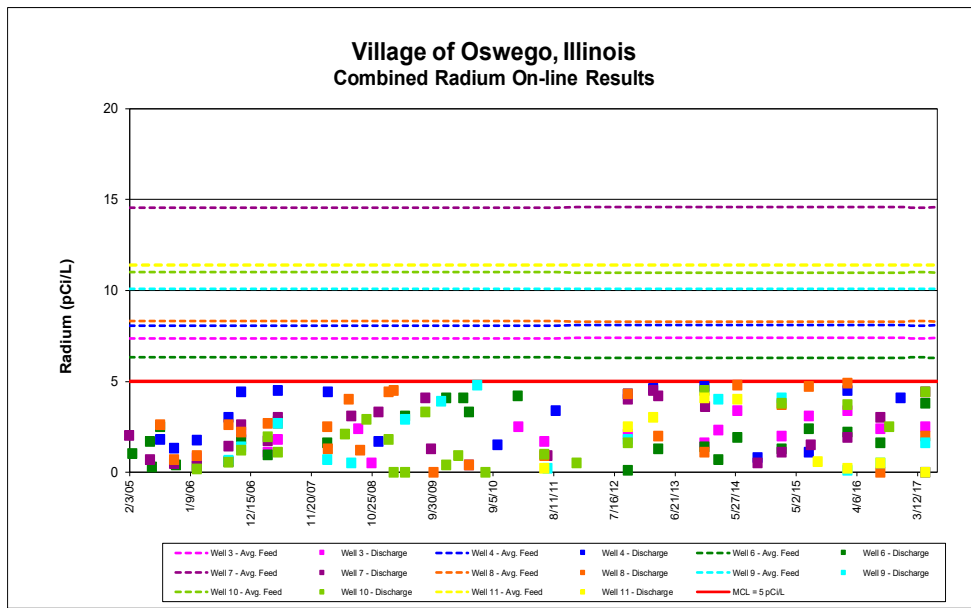 Village of Oswego, Illinois
Combined Radium On-line Results
Radium (pCi/L)
20
15
10
5
0
2/3/05
1/9/06
12/15/06
11/20/07
10/25/08
9/30/09
9/5/10
8/11/11
7/16/12
6/21/13
5/27/14
5/2/15
4/6/16
3/12/17
Well 3 - Avg. Feed
Well 3 - Discharge
Well 4 - Avg. Feed
Well 4 - Discharge
Well 6 - Avg. Feed
Well 6 - Discharge
Well 7 - Avg. Feed
Well 7 - Discharge
Well 8 - Avg. Feed
Well 8 - Discharge
Well 9 - Avg. Feed
Well 9 - Discharge
Well 10 - Avg. Feed
Well 10 - Discharge
Well 11 - Avg. Feed
Well 11 - Discharge
MCL = 5 pCi/L